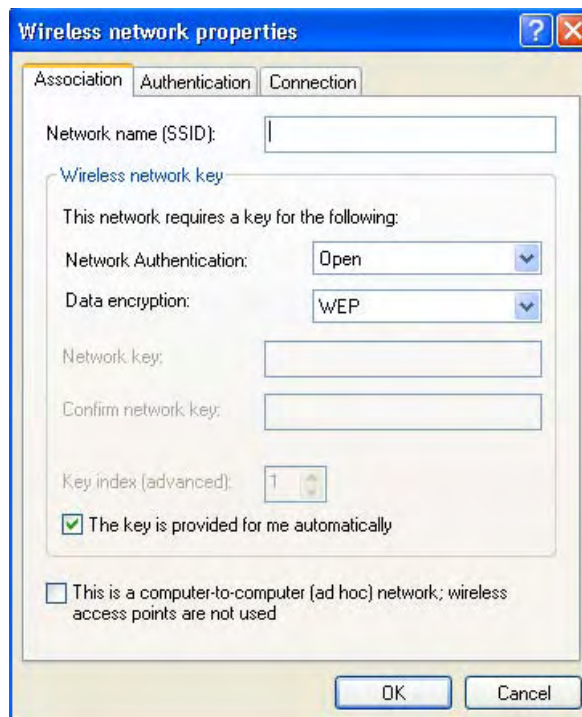 Wireless network properties
Association Authentication Connection
Network name (SSID):
Wireless network key
This network requires a key for the following:
Network Authentication: Open
Data encryption: WEP
Network key:
Confirm network key:
Key index (advanced): 1
The key is provided for me automatically
This is a computer-to-computer (ad hoc) network; wireless
access points are not used
OK Cancel